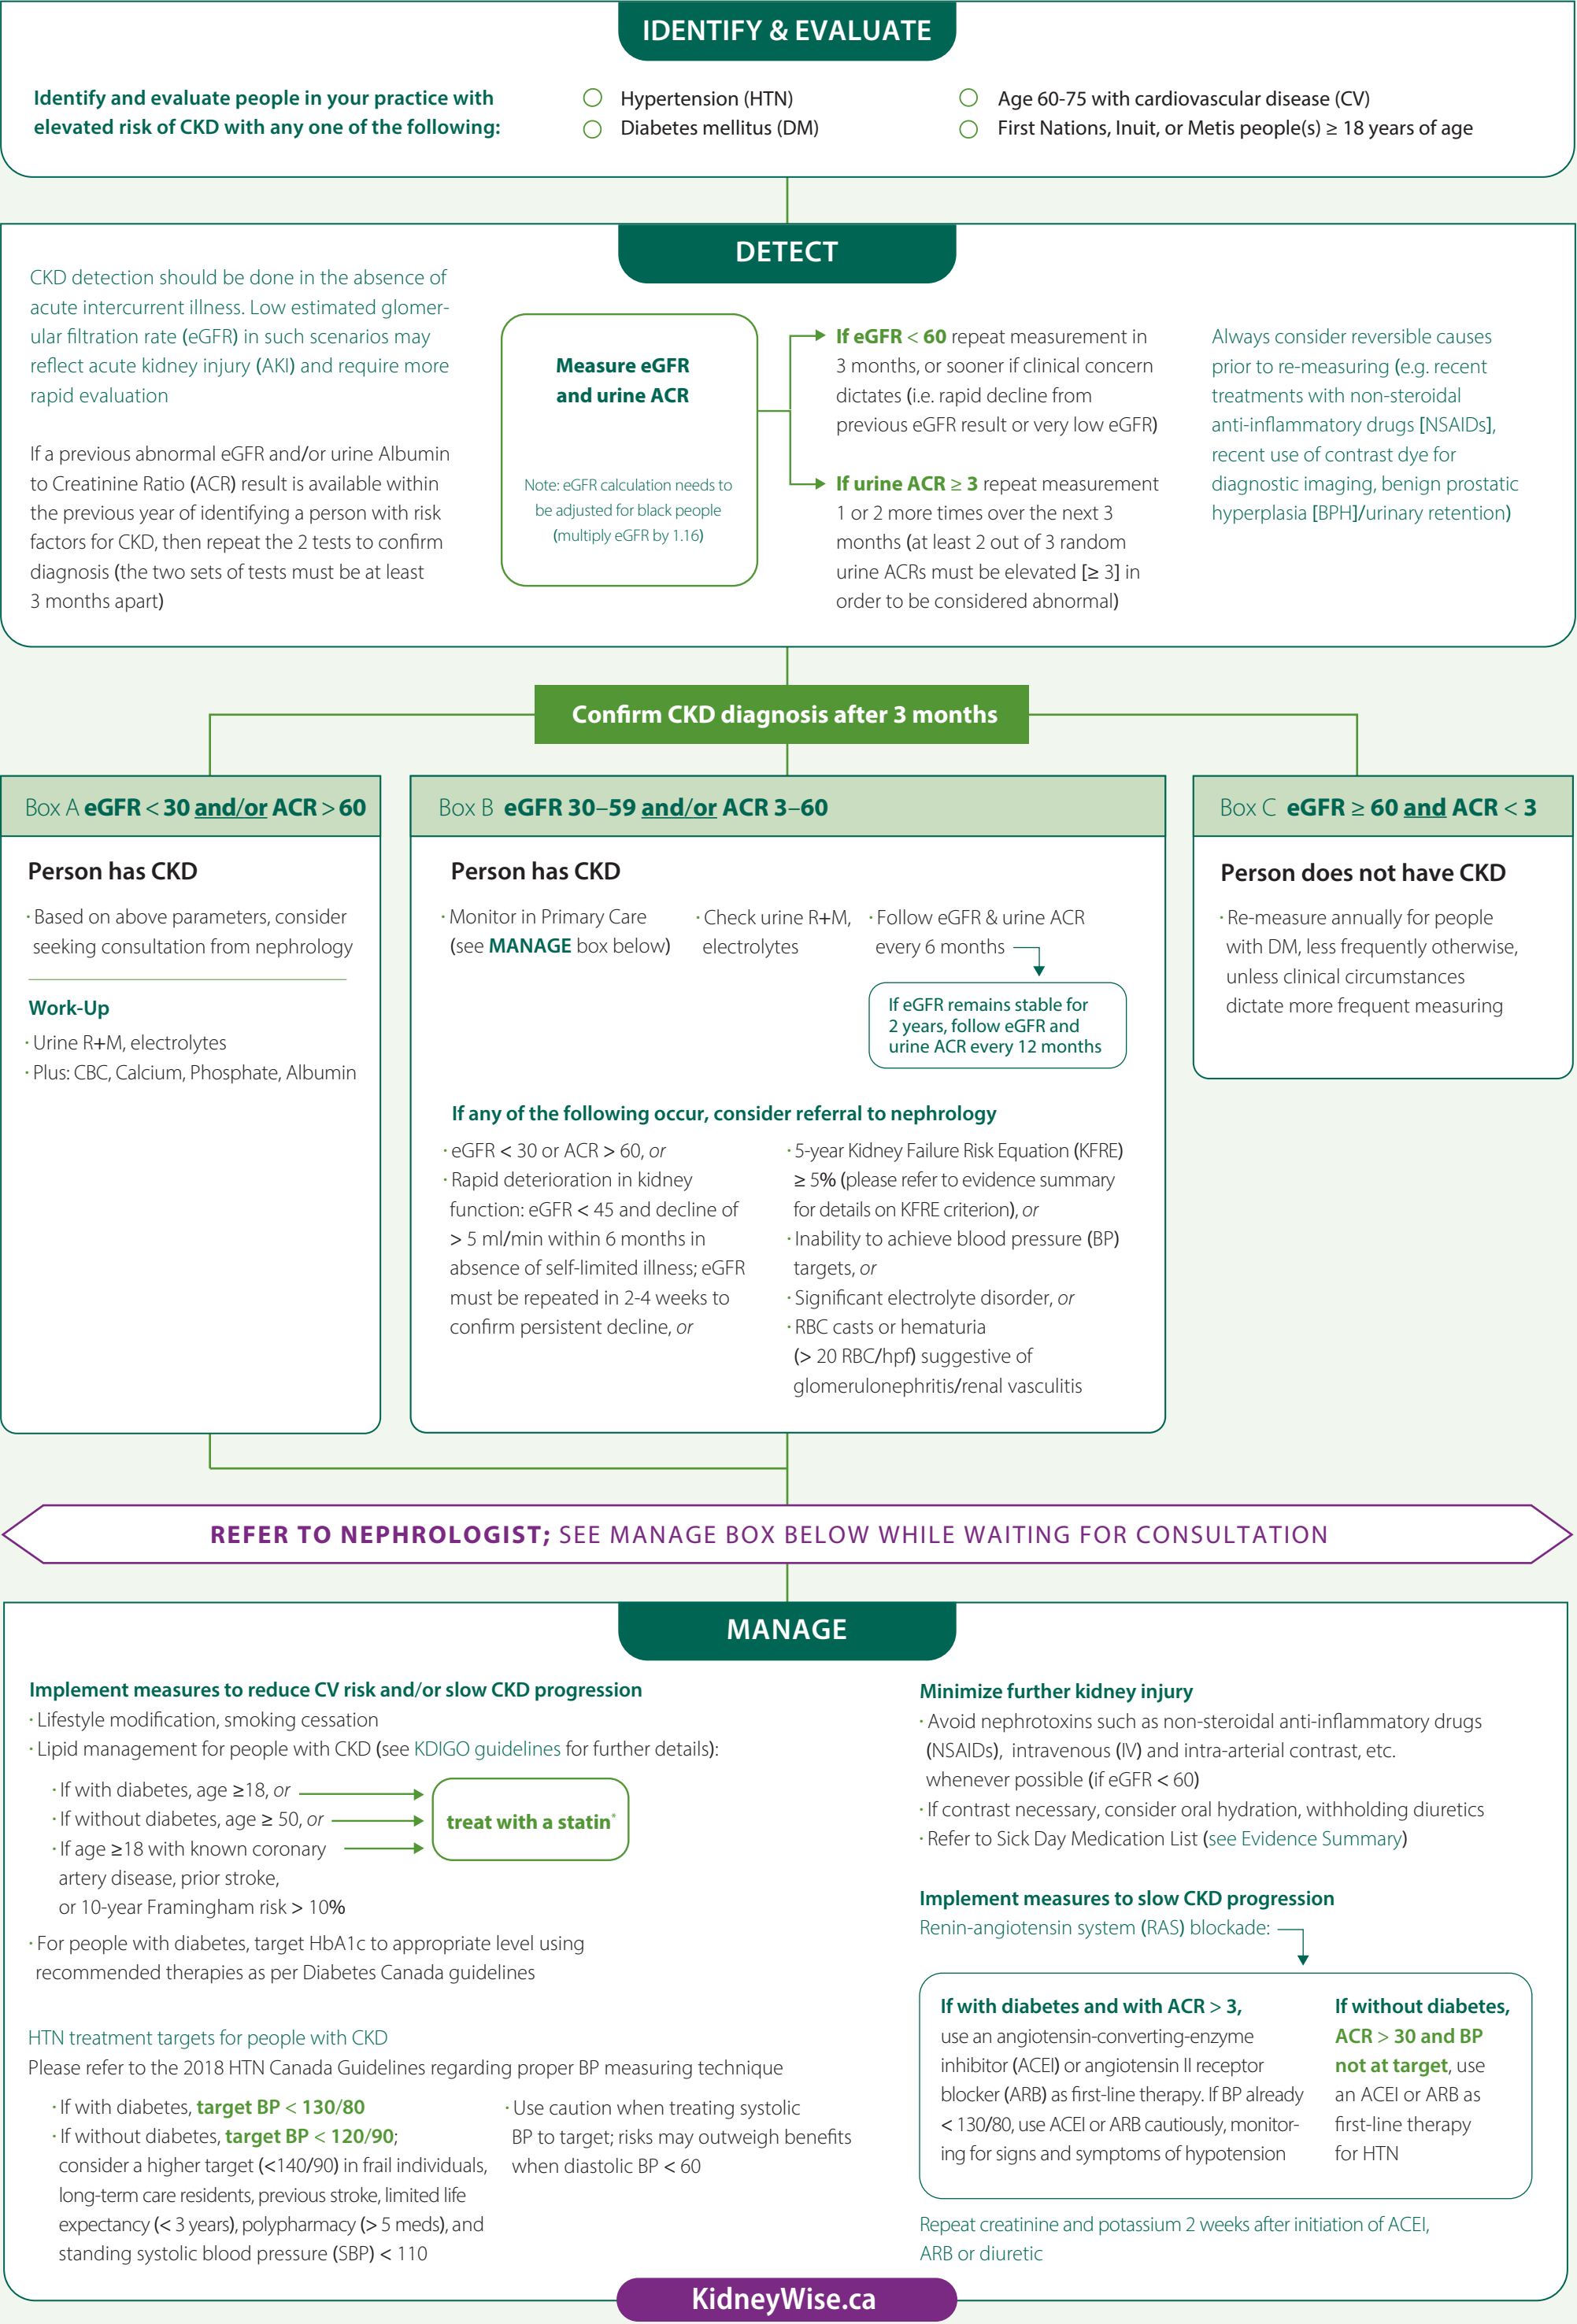 IDENTIFY & EVALUATE
Identify and evaluate people in your practice with
elevated risk of CKD with any one of the following:
Hypertension (HTN)
Diabetes mellitus (DM)
Age 60-75 with cardiovascular disease (CV)
First Nations, Inuit, or Metis people(s) ≥ 18 years of age
DETECT
CKD detection should be done in the absence of
acute intercurrent illness. Low estimated glomer-
ular filtration rate (eGFR) in such scenarios may
reflect acute kidney injury (AKI) and require more
rapid evaluation
If a previous abnormal eGFR and/or urine Albumin
to Creatinine Ratio (ACR) result is available within
the previous year of identifying a person with risk
factors for CKD, then repeat the 2 tests to confirm
diagnosis (the two sets of tests must be at least
3 months apart)
Measure eGFR
and urine ACR
Note: eGFR calculation needs to
be adjusted for black people
(multiply eGFR by 1.16)
If eGFR < 60 repeat measurement in
3 months, or sooner if clinical concern
dictates (i.e. rapid decline from
previous eGFR result or very low eGFR)
If urine ACR ≥ 3 repeat measurement
1 or 2 more times over the next 3
months (at least 2 out of 3 random
urine ACRs must be elevated [≥ 3] in
order to be considered abnormal)
Always consider reversible causes
prior to re-measuring (e.g. recent
treatments with non-steroidal
anti-inflammatory drugs [NSAIDs],
recent use of contrast dye for
diagnostic imaging, benign prostatic
hyperplasia [BPH]/urinary retention)
Confirm CKD diagnosis after 3 months
Box A eGFR < 30 and/or ACR > 60
Person has CKD
· Based on above parameters, consider
seeking consultation from nephrology
Work-Up
· Urine R+M, electrolytes
· Plus: CBC, Calcium, Phosphate, Albumin
Box B eGFR 30–59 and/or ACR 3–60
Person has CKD
· Monitor in Primary Care
(see MANAGE box below)
· Check urine R+M,
electrolytes
· Follow eGFR & urine ACR
every 6 months
If eGFR remains stable for
2 years, follow eGFR and
urine ACR every 12 months
If any of the following occur, consider referral to nephrology
· eGFR < 30 or ACR > 60, or
· Rapid deterioration in kidney
function: eGFR < 45 and decline of
> 5 ml/min within 6 months in
absence of self-limited illness; eGFR
must be repeated in 2-4 weeks to
confirm persistent decline, or
· 5-year Kidney Failure Risk Equation (KFRE)
≥ 5% (please refer to evidence summary
for details on KFRE criterion), or
· Inability to achieve blood pressure (BP)
targets, or
· Significant electrolyte disorder, or
· RBC casts or hematuria
(> 20 RBC/hpf) suggestive of
glomerulonephritis/renal vasculitis
Box C eGFR ≥ 60 and ACR < 3
Person does not have CKD
· Re-measure annually for people
with DM, less frequently otherwise,
unless clinical circumstances
dictate more frequent measuring
REFER TO NEPHROLOGIST; SEE MANAGE BOX BELOW WHILE WAITING FOR CONSULTATION
MANAGE
Implement measures to reduce CV risk and/or slow CKD progression
· Lifestyle modification, smoking cessation
· Lipid management for people with CKD (see KDIGO guidelines for further details):
· If with diabetes, age ≥18, or
· If without diabetes, age ≥ 50, or
· If age ≥18 with known coronary
artery disease, prior stroke,
or 10-year Framingham risk > 10%
treat with a statin*
· For people with diabetes, target HbA1c to appropriate level using
recommended therapies as per Diabetes Canada guidelines
HTN treatment targets for people with CKD
Please refer to the 2018 HTN Canada Guidelines regarding proper BP measuring technique
· If with diabetes, target BP < 130/80
· If without diabetes, target BP < 120/90;
consider a higher target (<140/90) in frail individuals,
long-term care residents, previous stroke, limited life
expectancy (< 3 years), polypharmacy (> 5 meds), and
standing systolic blood pressure (SBP) < 110
· Use caution when treating systolic
BP to target; risks may outweigh benefits
when diastolic BP < 60
Minimize further kidney injury
· Avoid nephrotoxins such as non-steroidal anti-inflammatory drugs
(NSAIDs), intravenous (IV) and intra-arterial contrast, etc.
whenever possible (if eGFR < 60)
· If contrast necessary, consider oral hydration, withholding diuretics
· Refer to Sick Day Medication List (see Evidence Summary)
Implement measures to slow CKD progression
Renin-angiotensin system (RAS) blockade:
If with diabetes and with ACR > 3,
use an angiotensin-converting-enzyme
inhibitor (ACEI) or angiotensin II receptor
blocker (ARB) as first-line therapy. If BP already
< 130/80, use ACEI or ARB cautiously, monitor-
ing for signs and symptoms of hypotension
If without diabetes,
ACR > 30 and BP
not at target, use
an ACEI or ARB as
first-line therapy
for HTN
Repeat creatinine and potassium 2 weeks after initiation of ACEI,
ARB or diuretic
KidneyWise.ca